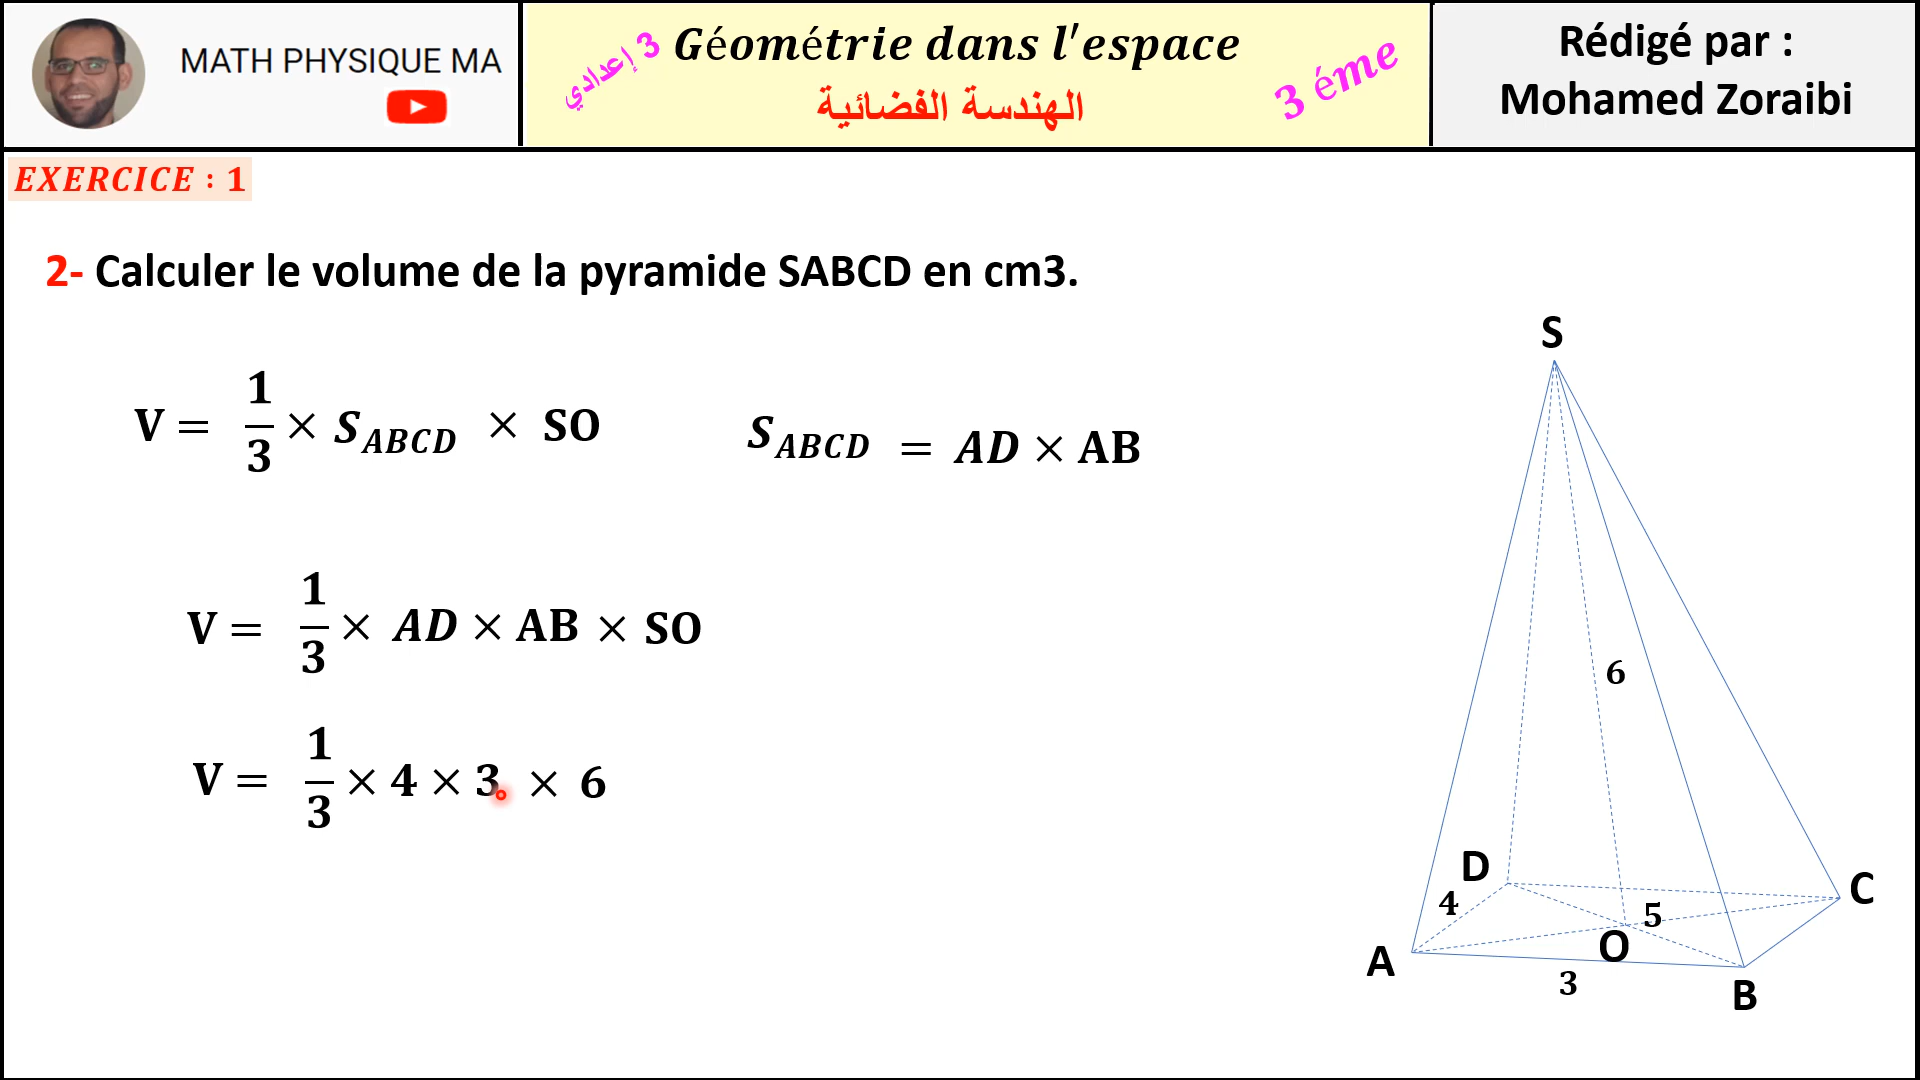 MATH PHYSIQUE MA
3 إعدادي
Géométrie dans l'espace
الهندسة الفضائية
3 éme
Rédigé par :
Mohamed Zoraibi
EXERCICE : 1
2- Calculer le volume de la pyramide SABCD en cm3.
V = 1/3 × S_ABCD × SO
S_ABCD = AD × AB
V = 1/3 × AD × AB × SO
V = 1/3 × 4 × 3 × 6
S
6
D
C
4
5
O
A
3
B